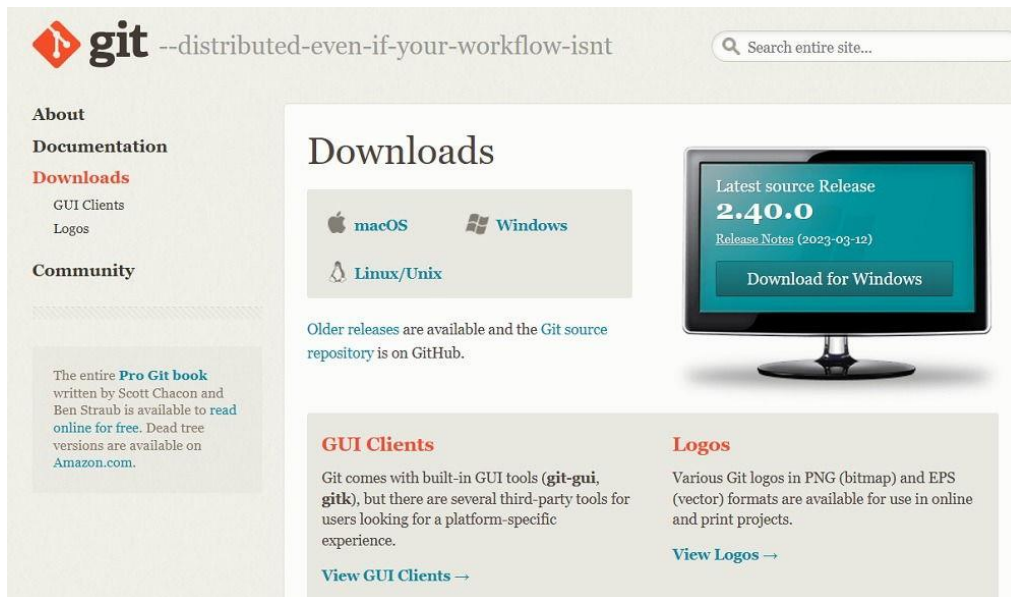 git --distributed-even-if-your-workflow-isnt
Search entire site...
About
Documentation
Downloads
GUI Clients
Logos
Community
The entire Pro Git book
written by Scott Chacon and
Ben Straub is available to read
online for free. Dead tree
versions are available on
Amazon.com.
Downloads
macOS
Windows
Linux/Unix
Older releases are available and the Git source
repository is on GitHub.
Latest source Release
2.40.0
Release Notes (2023-03-12)
Download for Windows
GUI Clients
Git comes with built-in GUI tools (git-gui,
gitk), but there are several third-party tools for
users looking for a platform-specific
experience.
View GUI Clients →
Logos
Various Git logos in PNG (bitmap) and EPS
(vector) formats are available for use in online
and print projects.
View Logos →